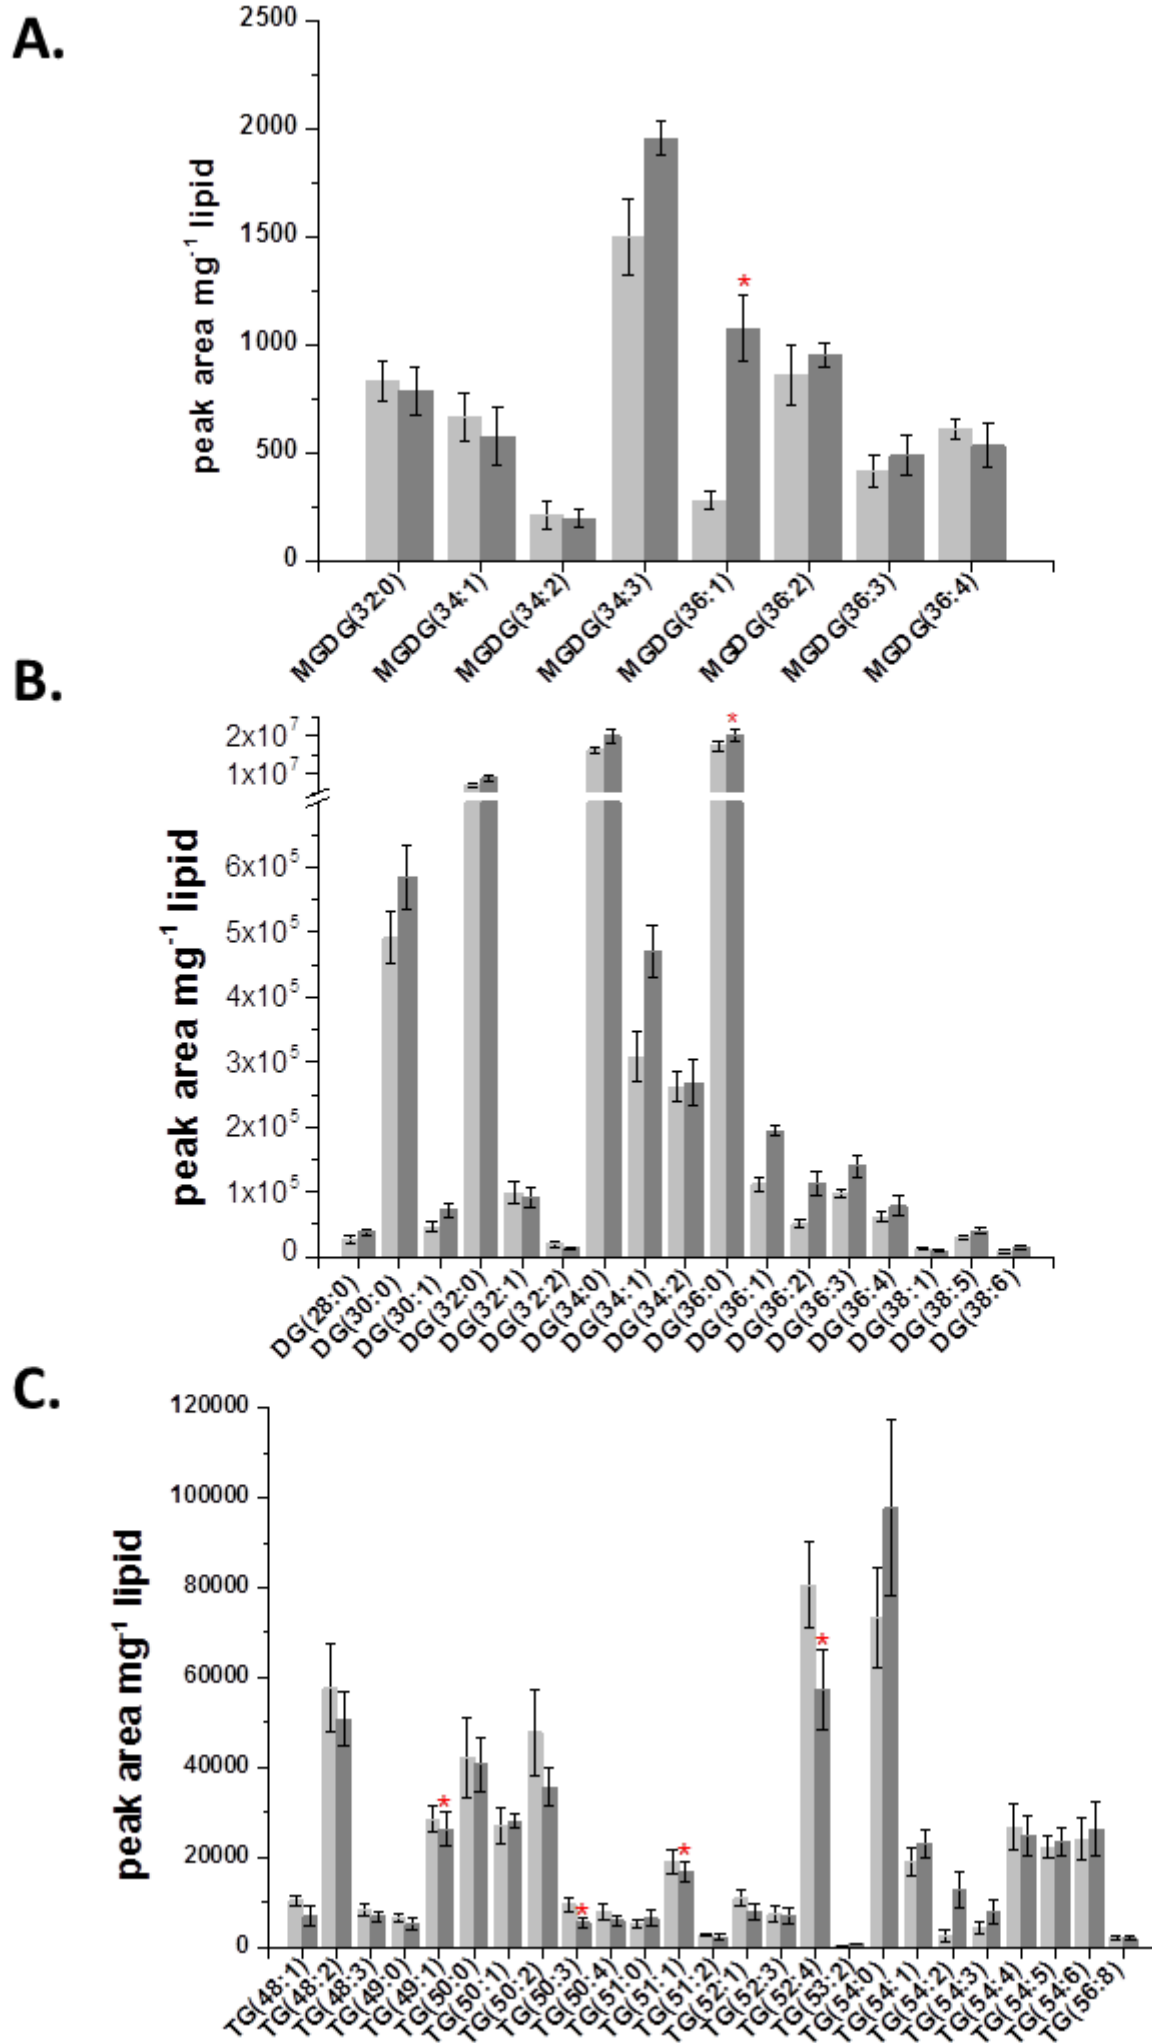 A.
2500
2000
1500
1000
500
0
peak area mg⁻¹ lipid
*
MGDG(32:0)
MGDG(34:1)
MGDG(34:2)
MGDG(34:3)
MGDG(36:1)
MGDG(36:2)
MGDG(36:3)
MGDG(36:4)
B.
2x10⁷
1x10⁷
6x10⁵
5x10⁵
4x10⁵
3x10⁵
2x10⁵
1x10⁵
0
peak area mg⁻¹ lipid
*
DG(28:0)
DG(30:0)
DG(30:1)
DG(32:0)
DG(32:1)
DG(32:2)
DG(34:0)
DG(34:1)
DG(34:2)
DG(36:0)
DG(36:1)
DG(36:2)
DG(36:3)
DG(36:4)
DG(38:1)
DG(38:5)
DG(38:6)
C.
120000
100000
80000
60000
40000
20000
0
peak area mg⁻¹ lipid
*
*
*
*
TG(48:1)
TG(48:2)
TG(48:3)
TG(49:0)
TG(49:1)
TG(50:0)
TG(50:1)
TG(50:2)
TG(50:3)
TG(50:4)
TG(51:0)
TG(51:1)
TG(51:2)
TG(52:1)
TG(52:3)
TG(52:4)
TG(53:2)
TG(54:0)
TG(54:1)
TG(54:2)
TG(54:3)
TG(54:4)
TG(54:5)
TG(54:6)
TG(56:8)